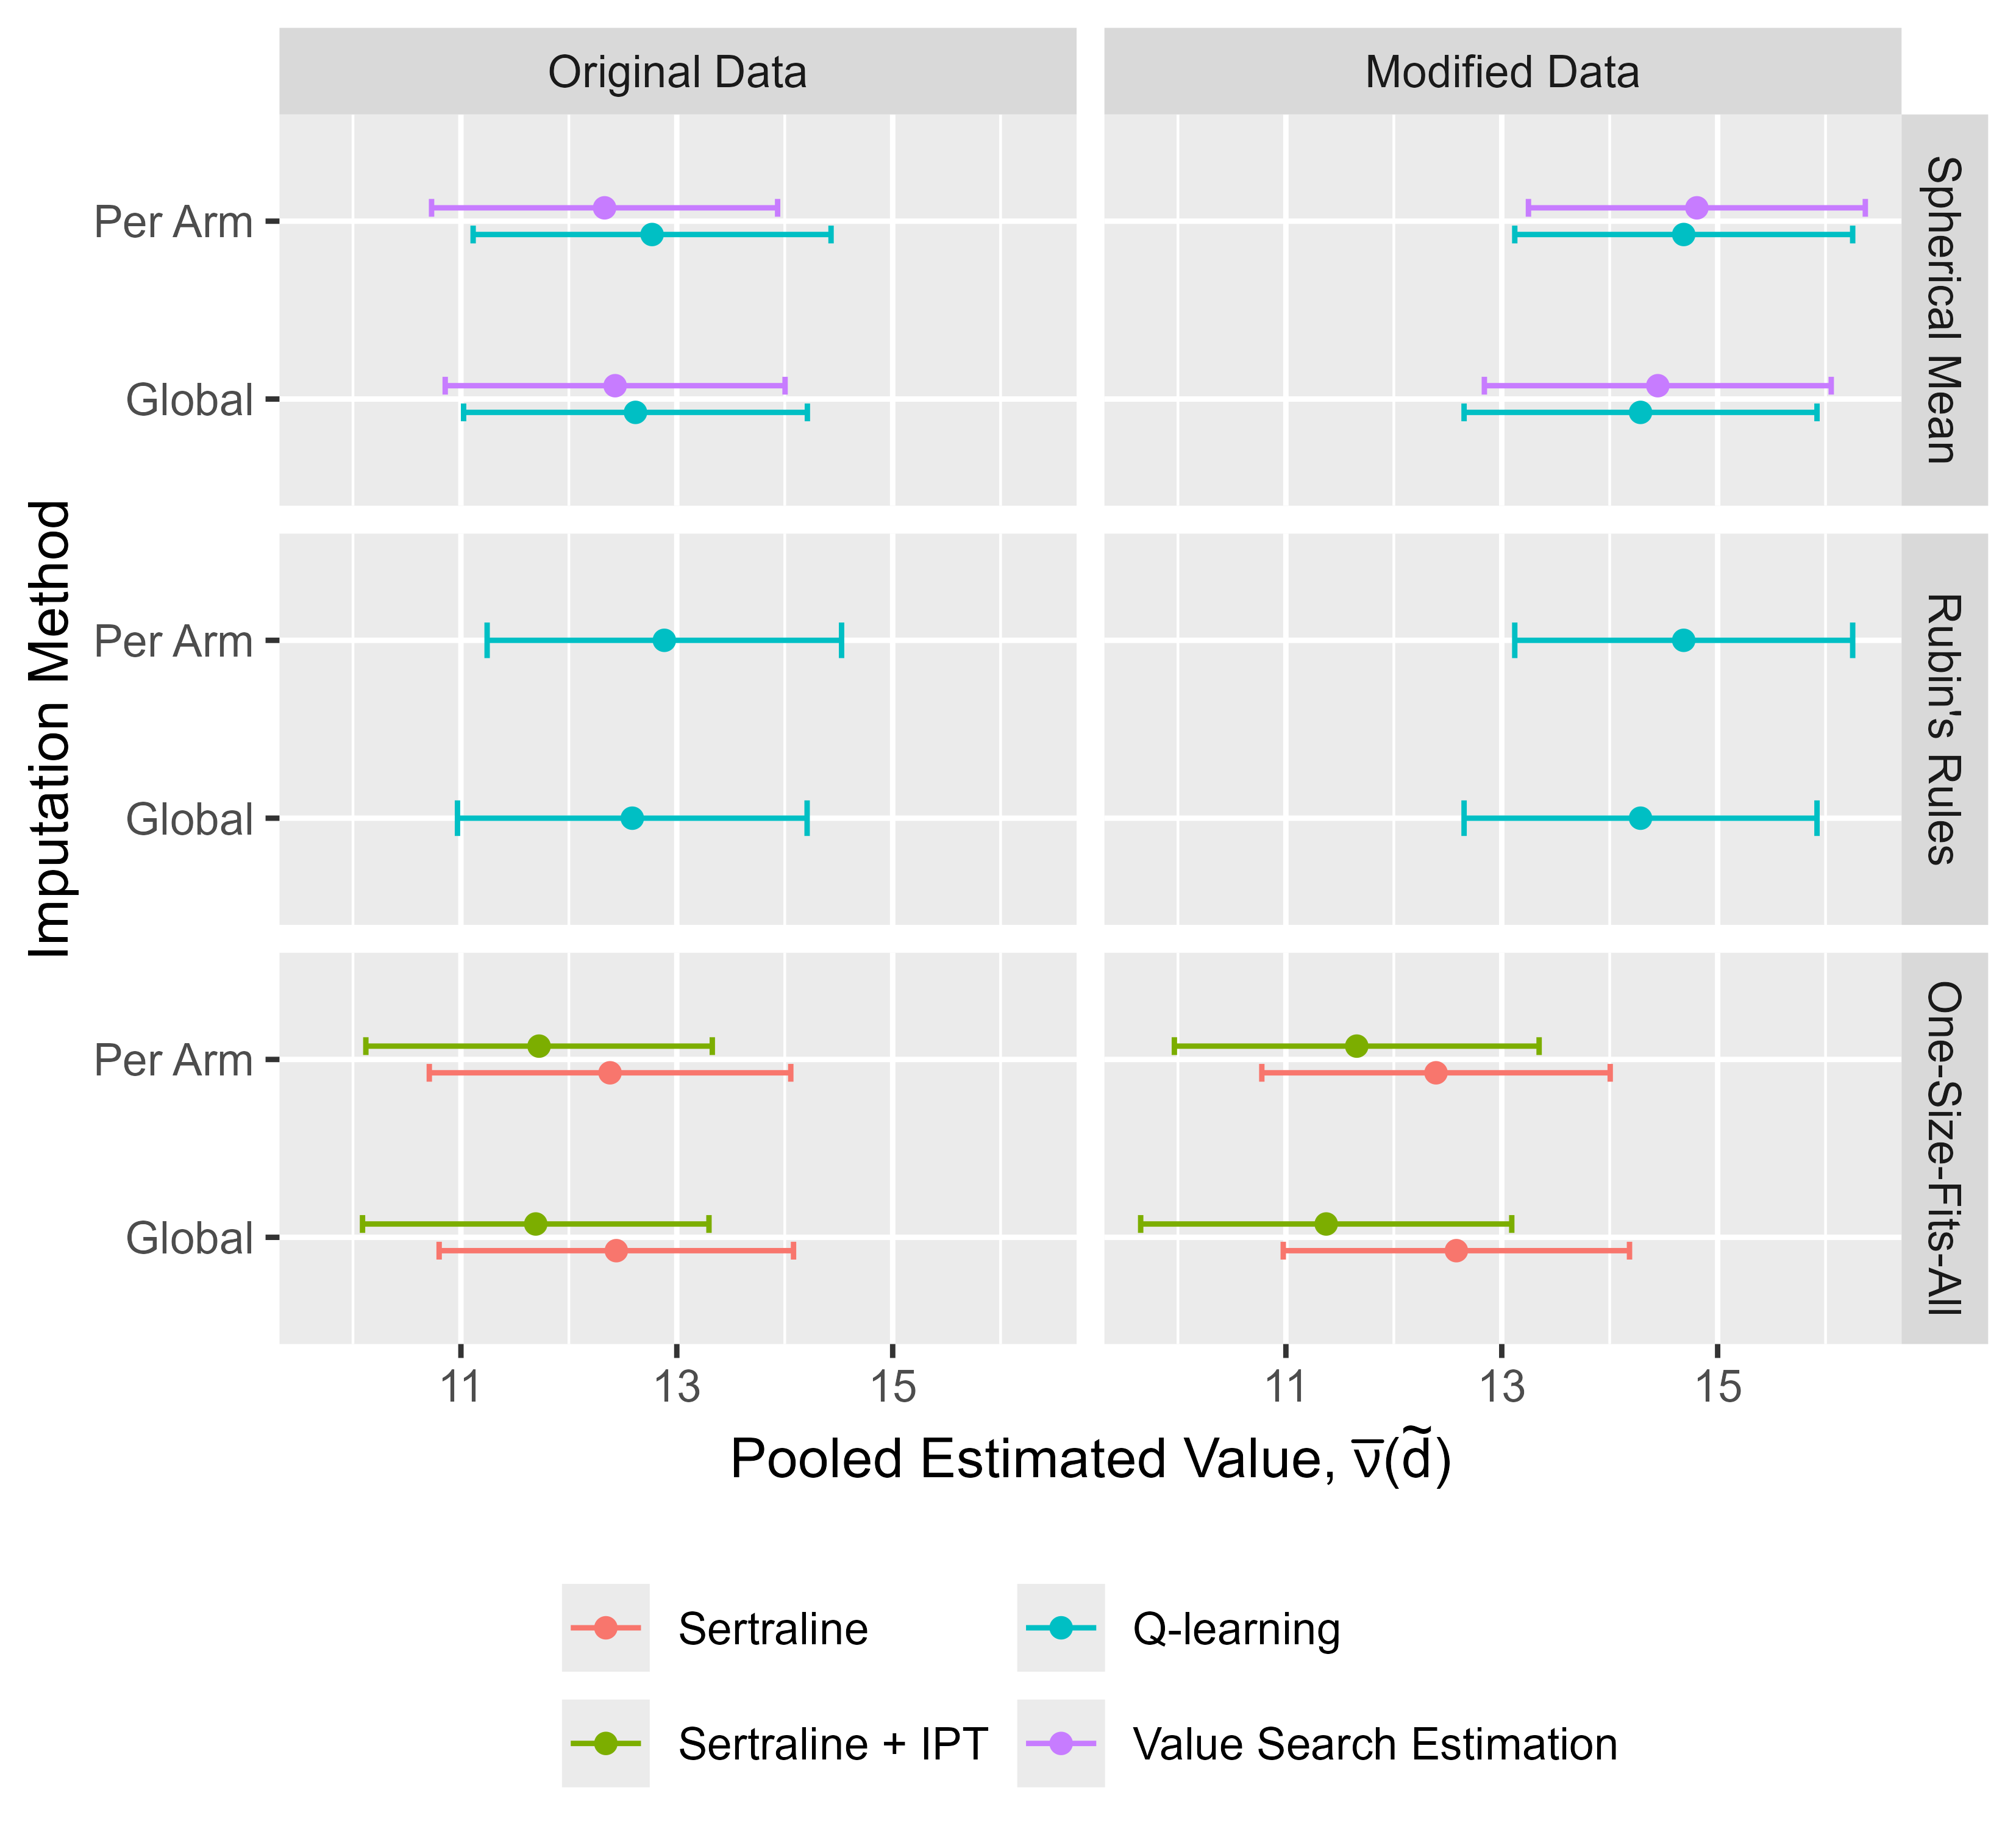 Original Data
Modified Data
Spherical Mean
Per Arm
Global
Rubin's Rules
Per Arm
Global
One-Size-Fits-All
Per Arm
Global
Imputation Method
11 13 15
11 13 15
Pooled Estimated Value, ν̅(d̃)
Sertraline
Q-learning
Sertraline + IPT
Value Search Estimation